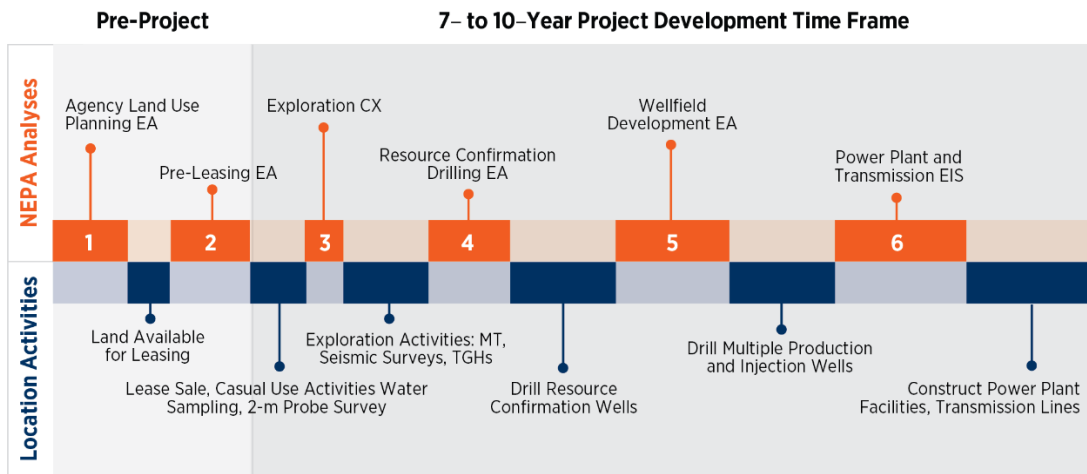 Pre-Project
7– to 10–Year Project Development Time Frame
NEPA Analyses
Agency Land Use
Planning EA
Pre-Leasing EA
Exploration CX
Resource Confirmation
Drilling EA
Wellfield
Development EA
Power Plant and
Transmission EIS
1
2
3
4
5
6
Location Activities
Land Available
for Leasing
Lease Sale, Casual Use Activities Water
Sampling, 2-m Probe Survey
Exploration Activities: MT,
Seismic Surveys, TGHs
Drill Resource
Confirmation Wells
Drill Multiple Production
and Injection Wells
Construct Power Plant
Facilities, Transmission Lines